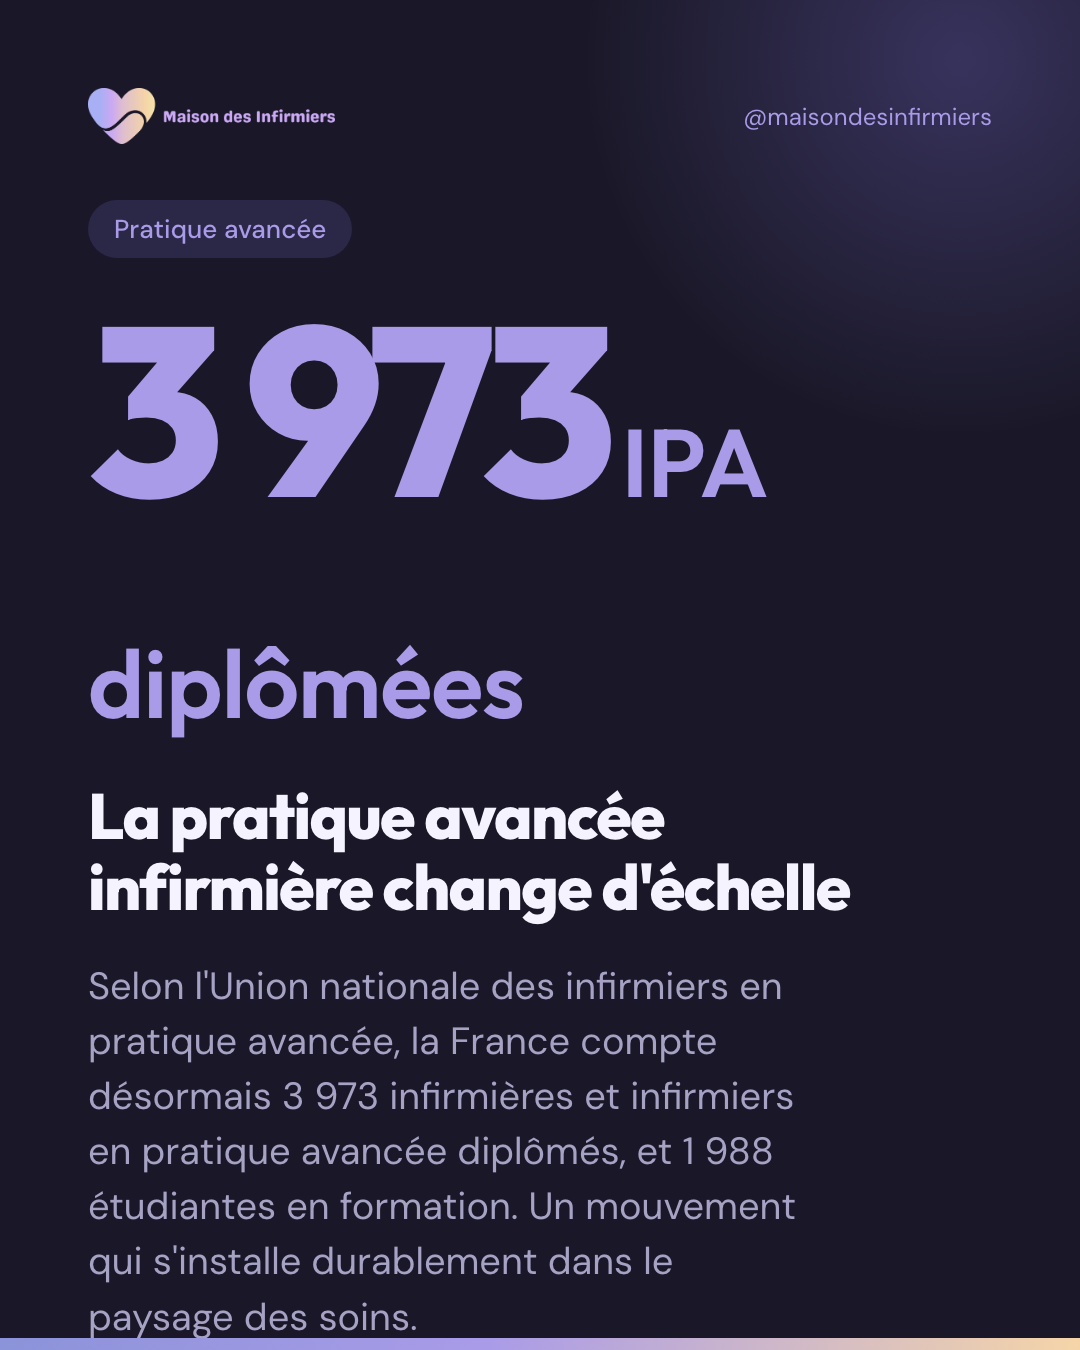 Maison des Infirmiers
@maisondesinfirmiers
Pratique avancée
3 973 IPA
diplômées
La pratique avancée
infirmière change d'échelle
Selon l'Union nationale des infirmiers en
pratique avancée, la France compte
désormais 3 973 infirmières et infirmiers
en pratique avancée diplômés, et 1 988
étudiantes en formation. Un mouvement
qui s'installe durablement dans le
paysage des soins.